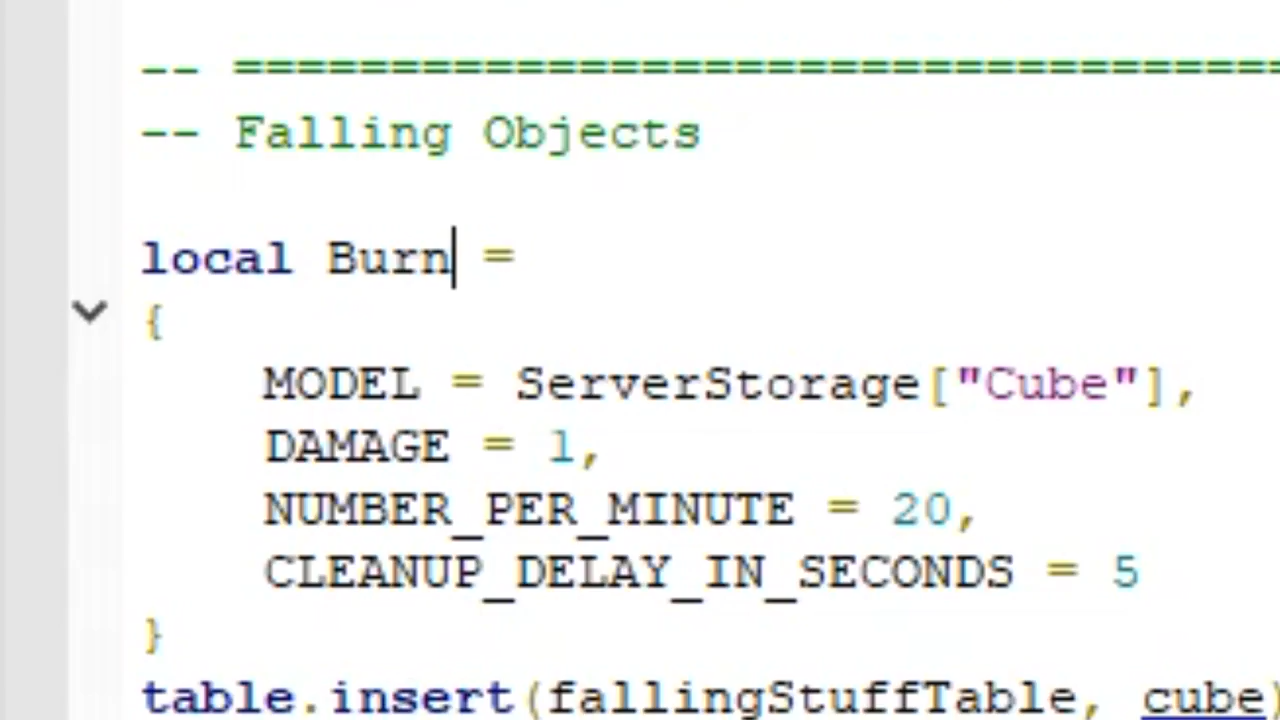 -- ==================================
-- Falling Objects
local Burn =
{
MODEL = ServerStorage["Cube"],
DAMAGE = 1,
NUMBER_PER_MINUTE = 20,
CLEANUP_DELAY_IN_SECONDS = 5
}
table.insert(fallingStuffTable, cube)